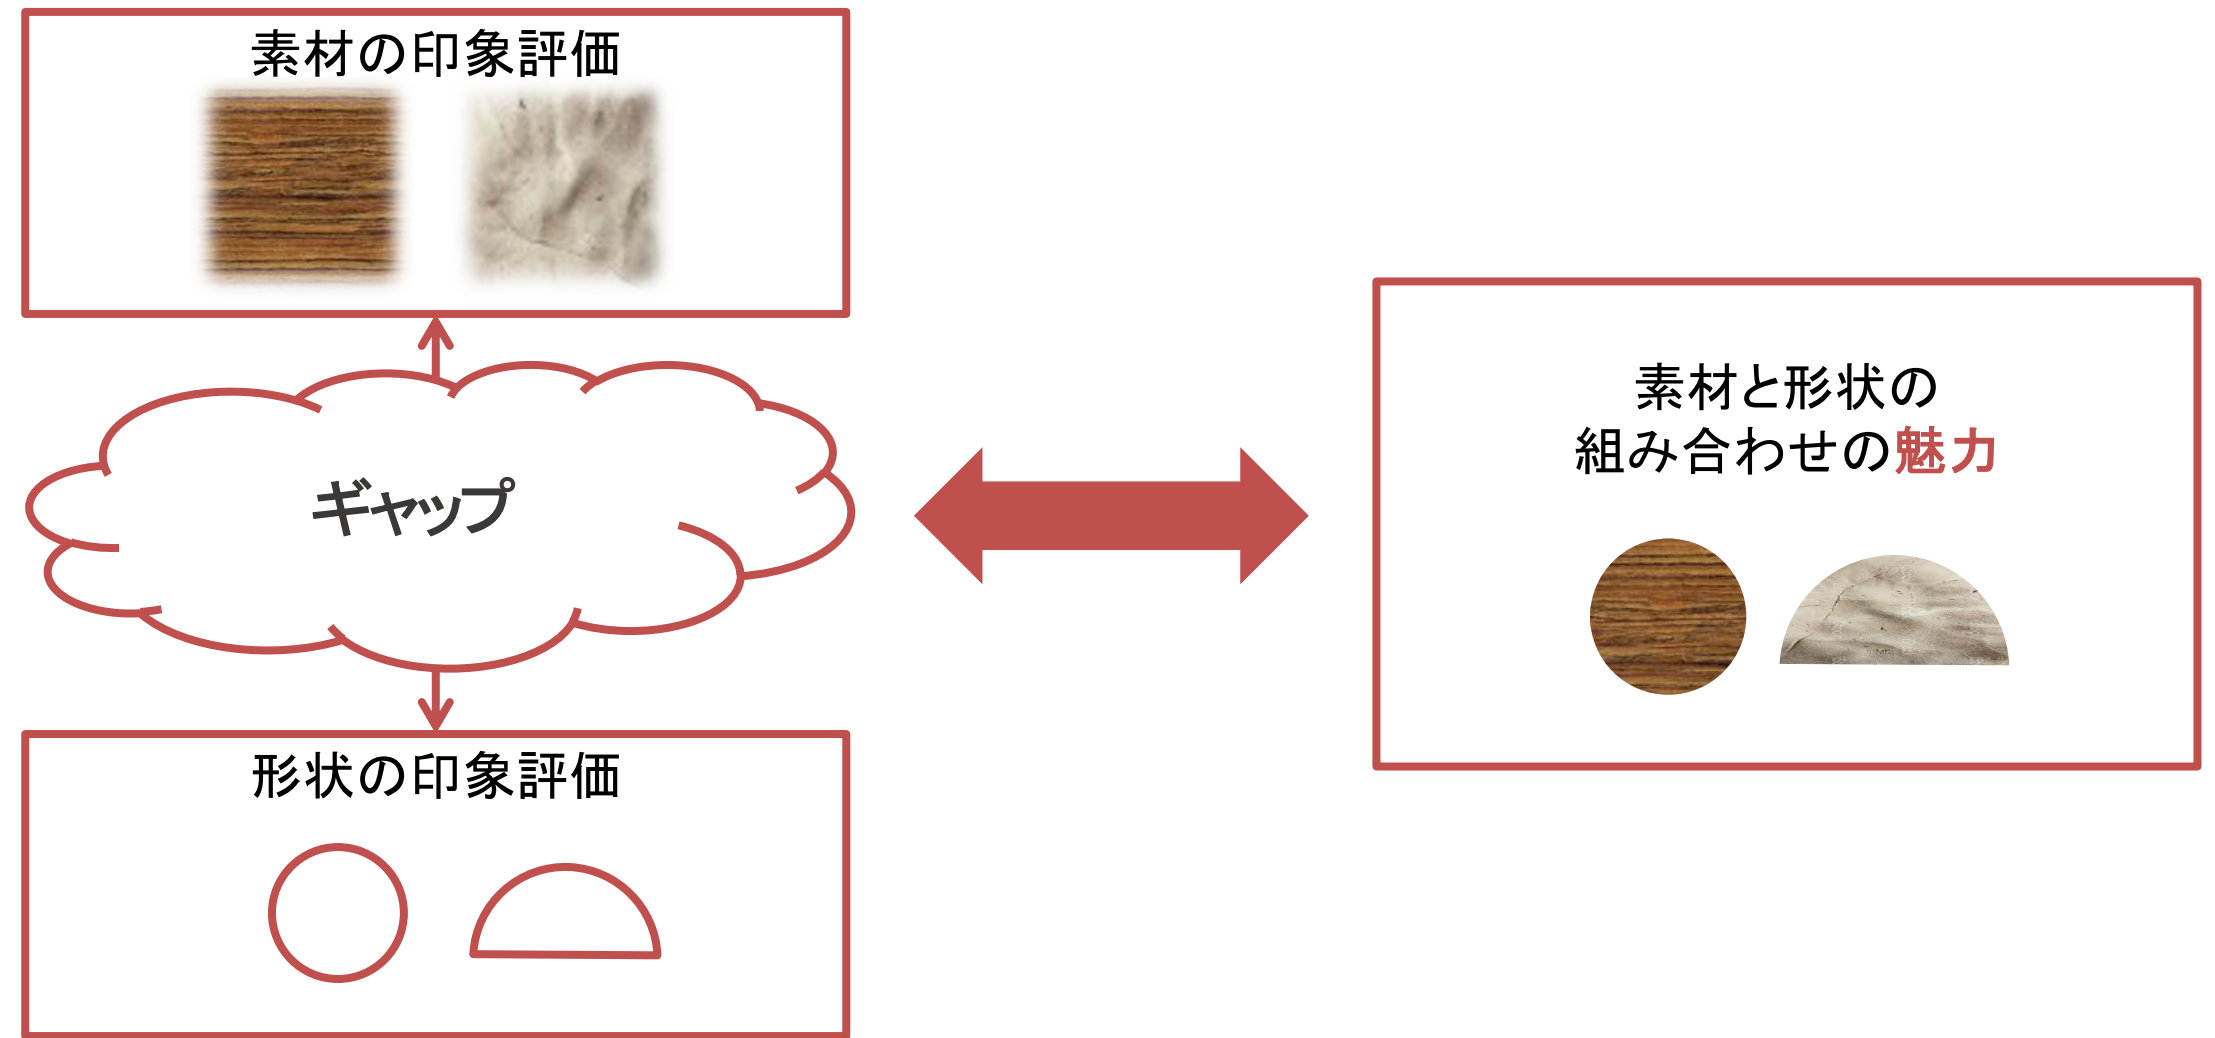 素材の印象評価
ギャップ
形状の印象評価
素材と形状の
組み合わせの魅力